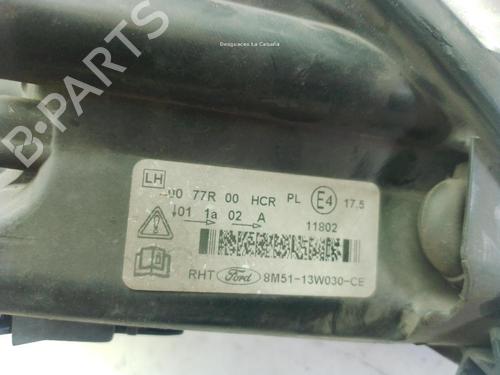 Desguaces La Cabaña
B-PARTS
LH
00 77R 00 HCR PL E4 17.5
01 1a 02 A 11802
RHT Ford 8M51-13W030-CE